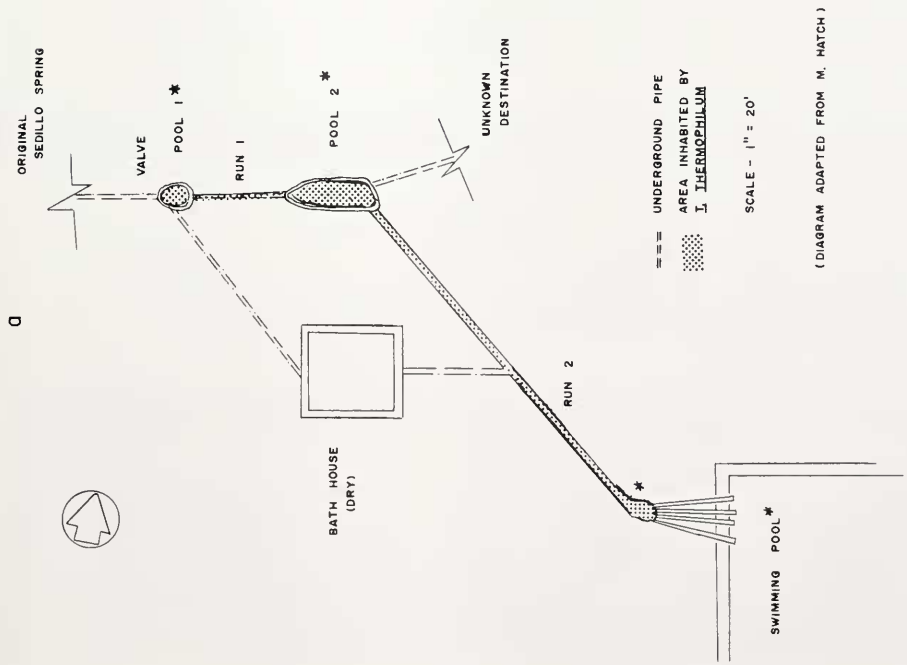 a
ORIGINAL
SEDILLO SPRING
VALVE
POOL 1 *
RUN 1
POOL 2 *
UNKNOWN
DESTINATION
BATH HOUSE
(DRY)
RUN 2
*
SWIMMING POOL *
UNDERGROUND PIPE
AREA INHABITED BY
T. THERMOPHILUM
SCALE - 1" = 20'
(DIAGRAM ADAPTED FROM M. HATCH)